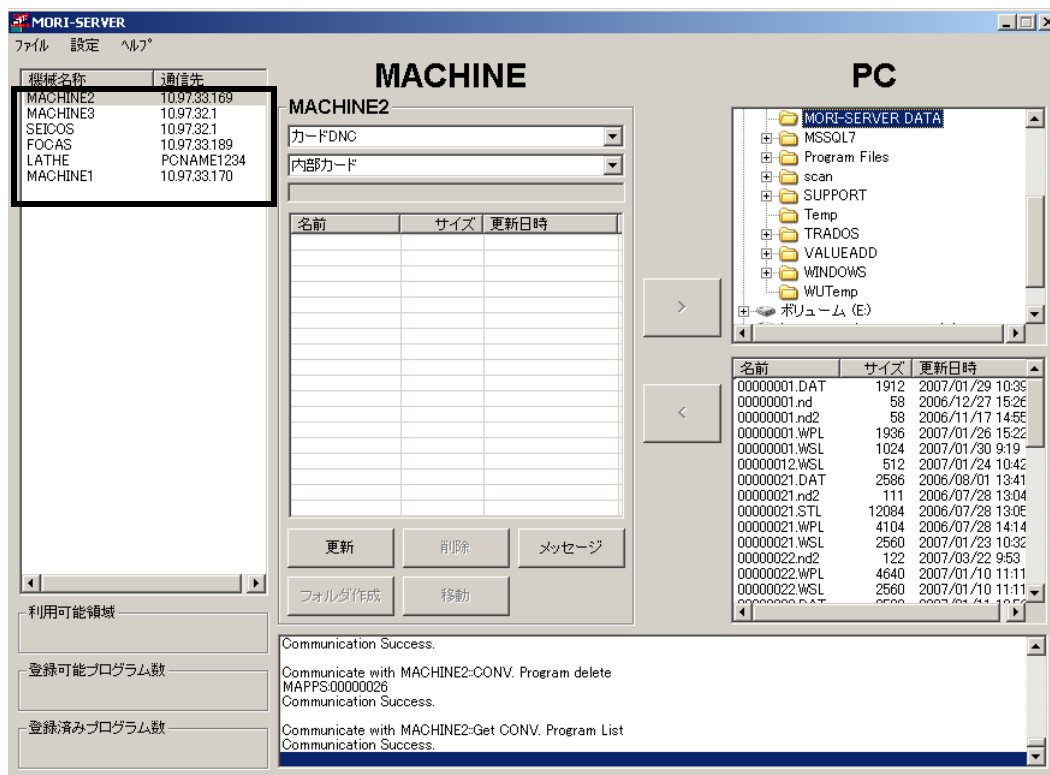 MORI-SERVER
ﾌｧｲﾙ 設定 ﾍﾙﾌﾟ
機械名称 通信先
MACHINE2 10.97.33.169
MACHINE3 10.97.32.1
SEICOS 10.97.32.1
FOCAS 10.97.33.189
LATHE PCNAME1234
MACHINE1 10.97.33.170
利用可能領域
登録可能プログラム数
登録済みプログラム数
MACHINE
MACHINE2
カードDNC
内部カード
名前 サイズ 更新日時
更新 削除 メッセージ
フォルダ作成 移動
>
<
PC
MORI-SERVER DATA
MSSQL7
Program Files
scan
SUPPORT
Temp
TRADOS
VALUEADD
WINDOWS
WUTemp
ボリューム (E:)
名前 サイズ 更新日時
00000001.DAT 1912 2007/01/29 10:39
00000001.nd 58 2006/12/27 15:26
00000001.nd2 58 2006/11/17 14:55
00000001.WPL 1936 2007/01/26 15:22
00000001.WSL 1024 2007/01/30 9:19
00000012.WSL 512 2007/01/24 10:42
00000021.DAT 2586 2006/08/01 13:41
00000021.nd2 111 2006/07/28 13:04
00000021.STL 12084 2006/07/28 13:05
00000021.WPL 4104 2006/07/28 14:14
00000021.WSL 2560 2007/01/23 10:32
00000022.nd2 122 2007/03/22 9:53
00000022.WPL 4640 2007/01/10 11:11
00000022.WSL 2560 2007/01/10 11:11
Communication Success.
Communicate with MACHINE2::CONV. Program delete
MAPPS:00000026
Communication Success.
Communicate with MACHINE2::Get CONV. Program List
Communication Success.